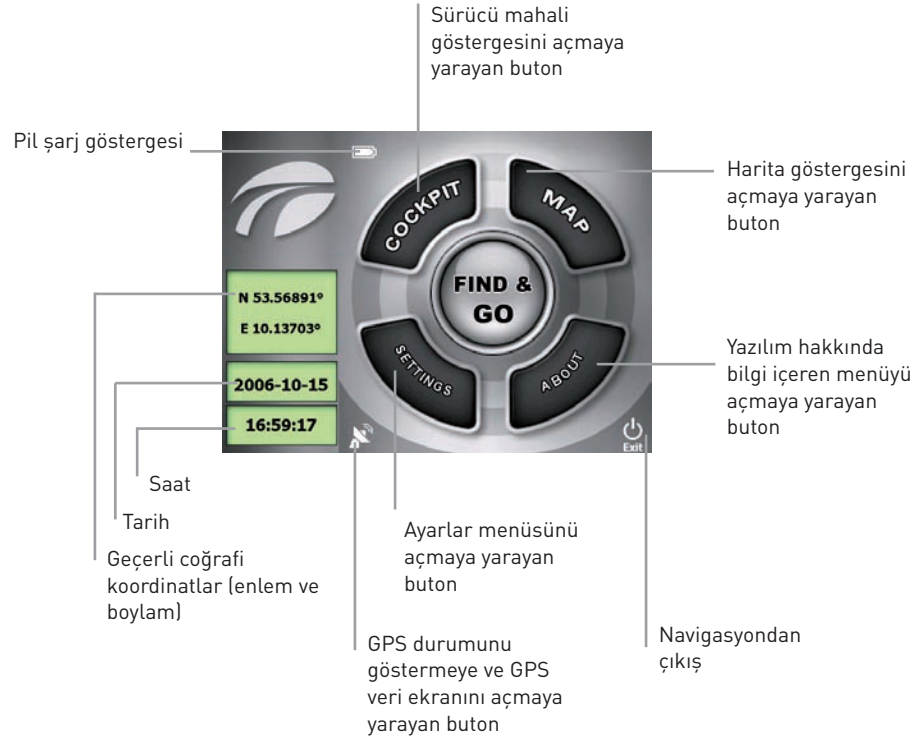 Sürücü mahali
göstergesini açmaya
yarayan buton
Pil şarj göstergesi
Harita göstergesini
açmaya yarayan
buton
COCKPIT
MAP
FIND &
GO
N 53.56891º
E 10.13703º
SETTINGS
ABOUT
Yazılım hakkında
bilgi içeren menüyü
açmaya yarayan
buton
2006-10-15
16:59:17
Exit
Saat
Tarih
Geçerli coğrafi
koordinatlar (enlem ve
boylam)
Ayarlar menüsünü
açmaya yarayan
buton
GPS durumunu
göstermeye ve GPS
veri ekranını açmaya
yarayan buton
Navigasyondan
çıkış